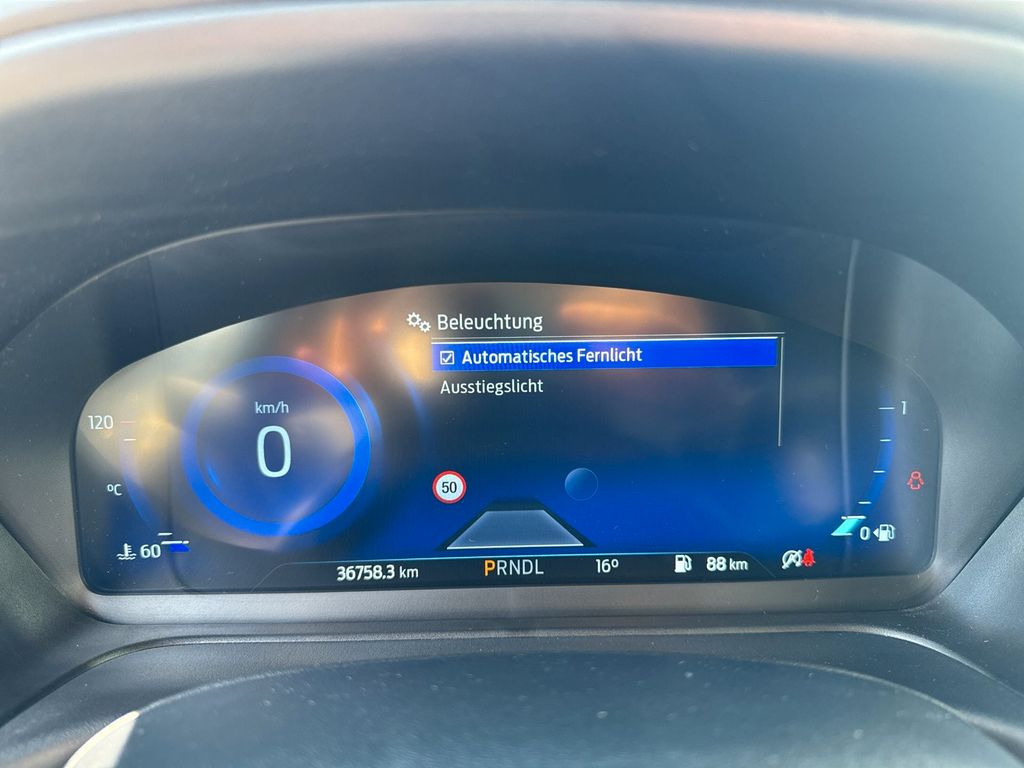 Beleuchtung
Automatisches Fernlicht
Ausstiegslicht
km/h
0
120
°C
60
50
1
0
36758.3 km
PRNDL
16°
88 km